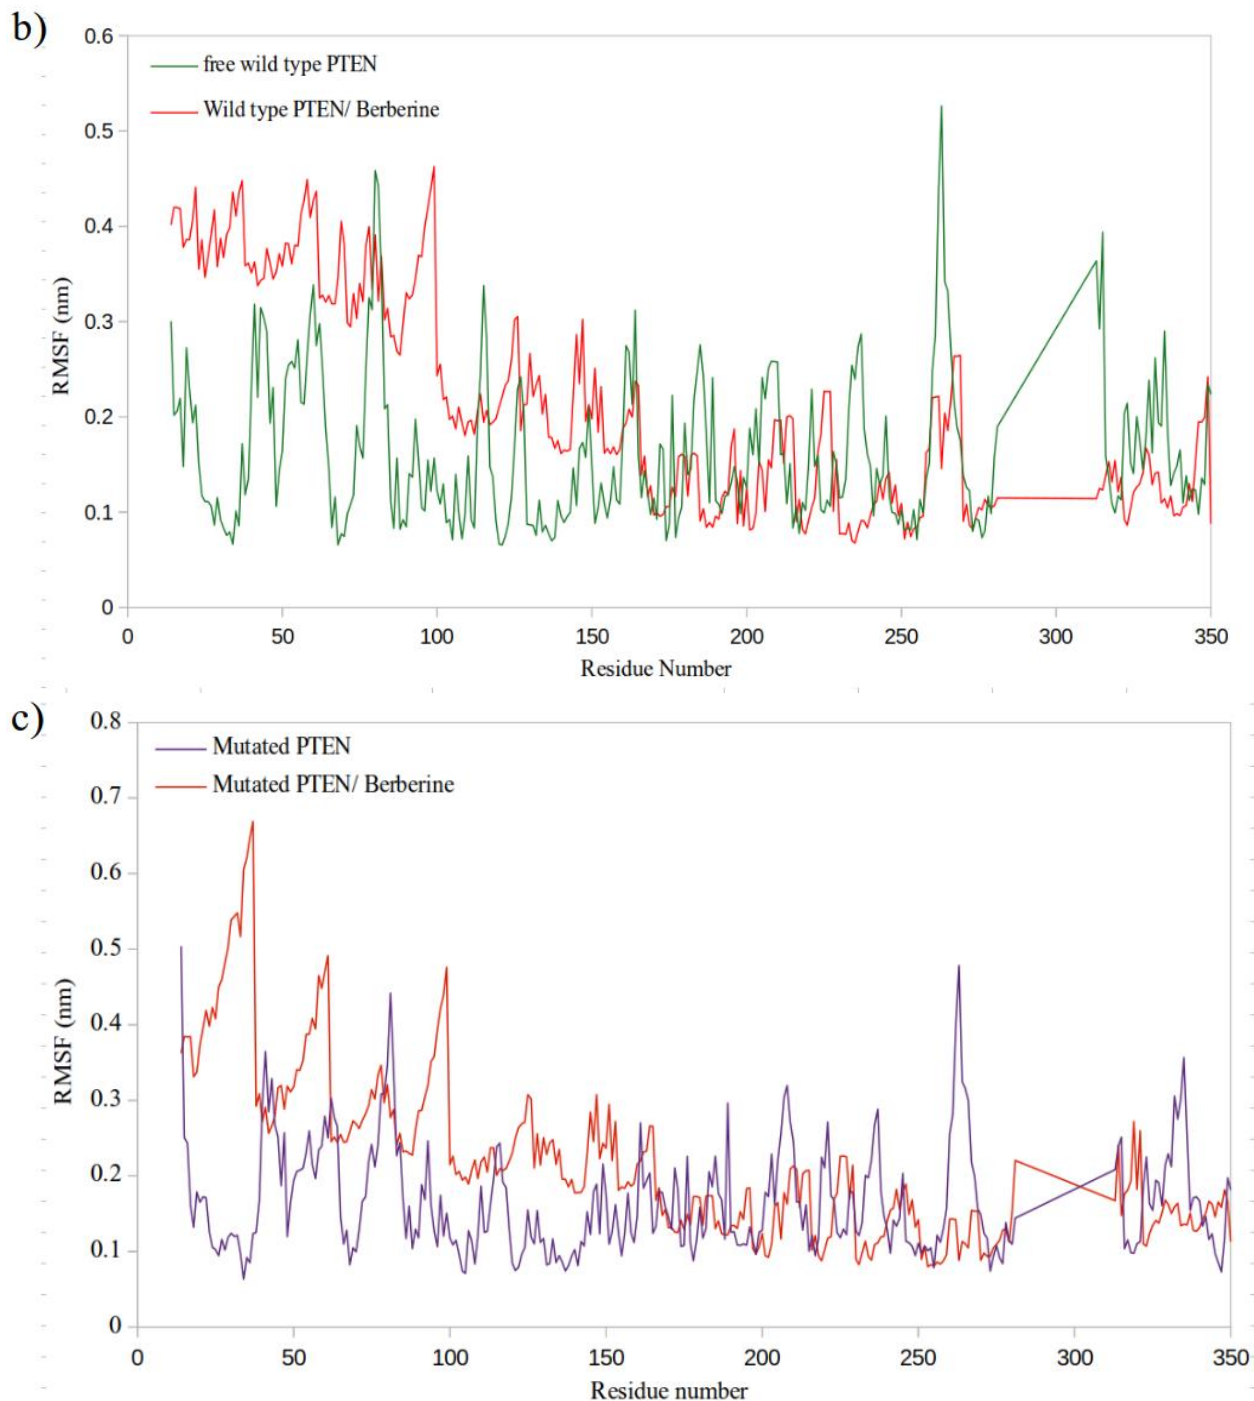 b)
0.6
free wild type PTEN
Wild type PTEN/ Berberine
0.5
0.4
0.3
0.2
0.1
0
RMSF (nm)
0 50 100 150 200 250 300 350
Residue Number
c)
0.8
Mutated PTEN
Mutated PTEN/ Berberine
0.7
0.6
0.5
0.4
0.3
0.2
0.1
0
RMSF (nm)
0 50 100 150 200 250 300 350
Residue number